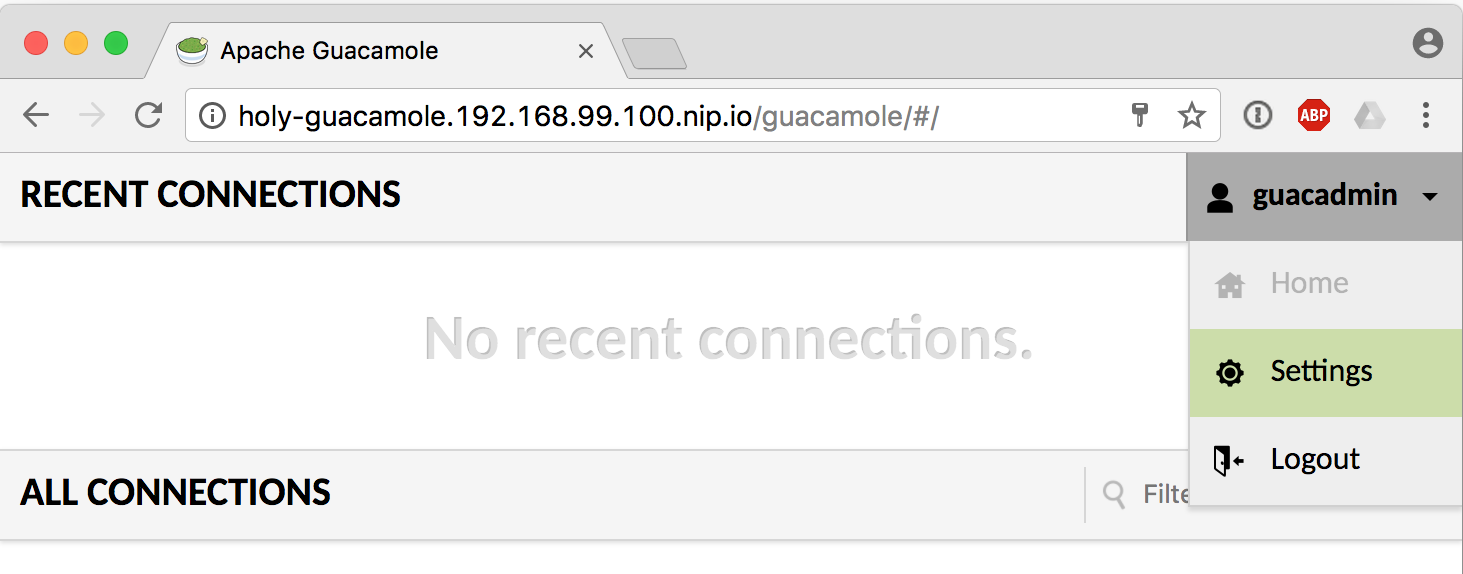 Apache Guacamole
holy-guacamole.192.168.99.100.nip.io/guacamole/#/
ABP
RECENT CONNECTIONS
guacadmin
Home
No recent connections.
Settings
Logout
ALL CONNECTIONS
Filte